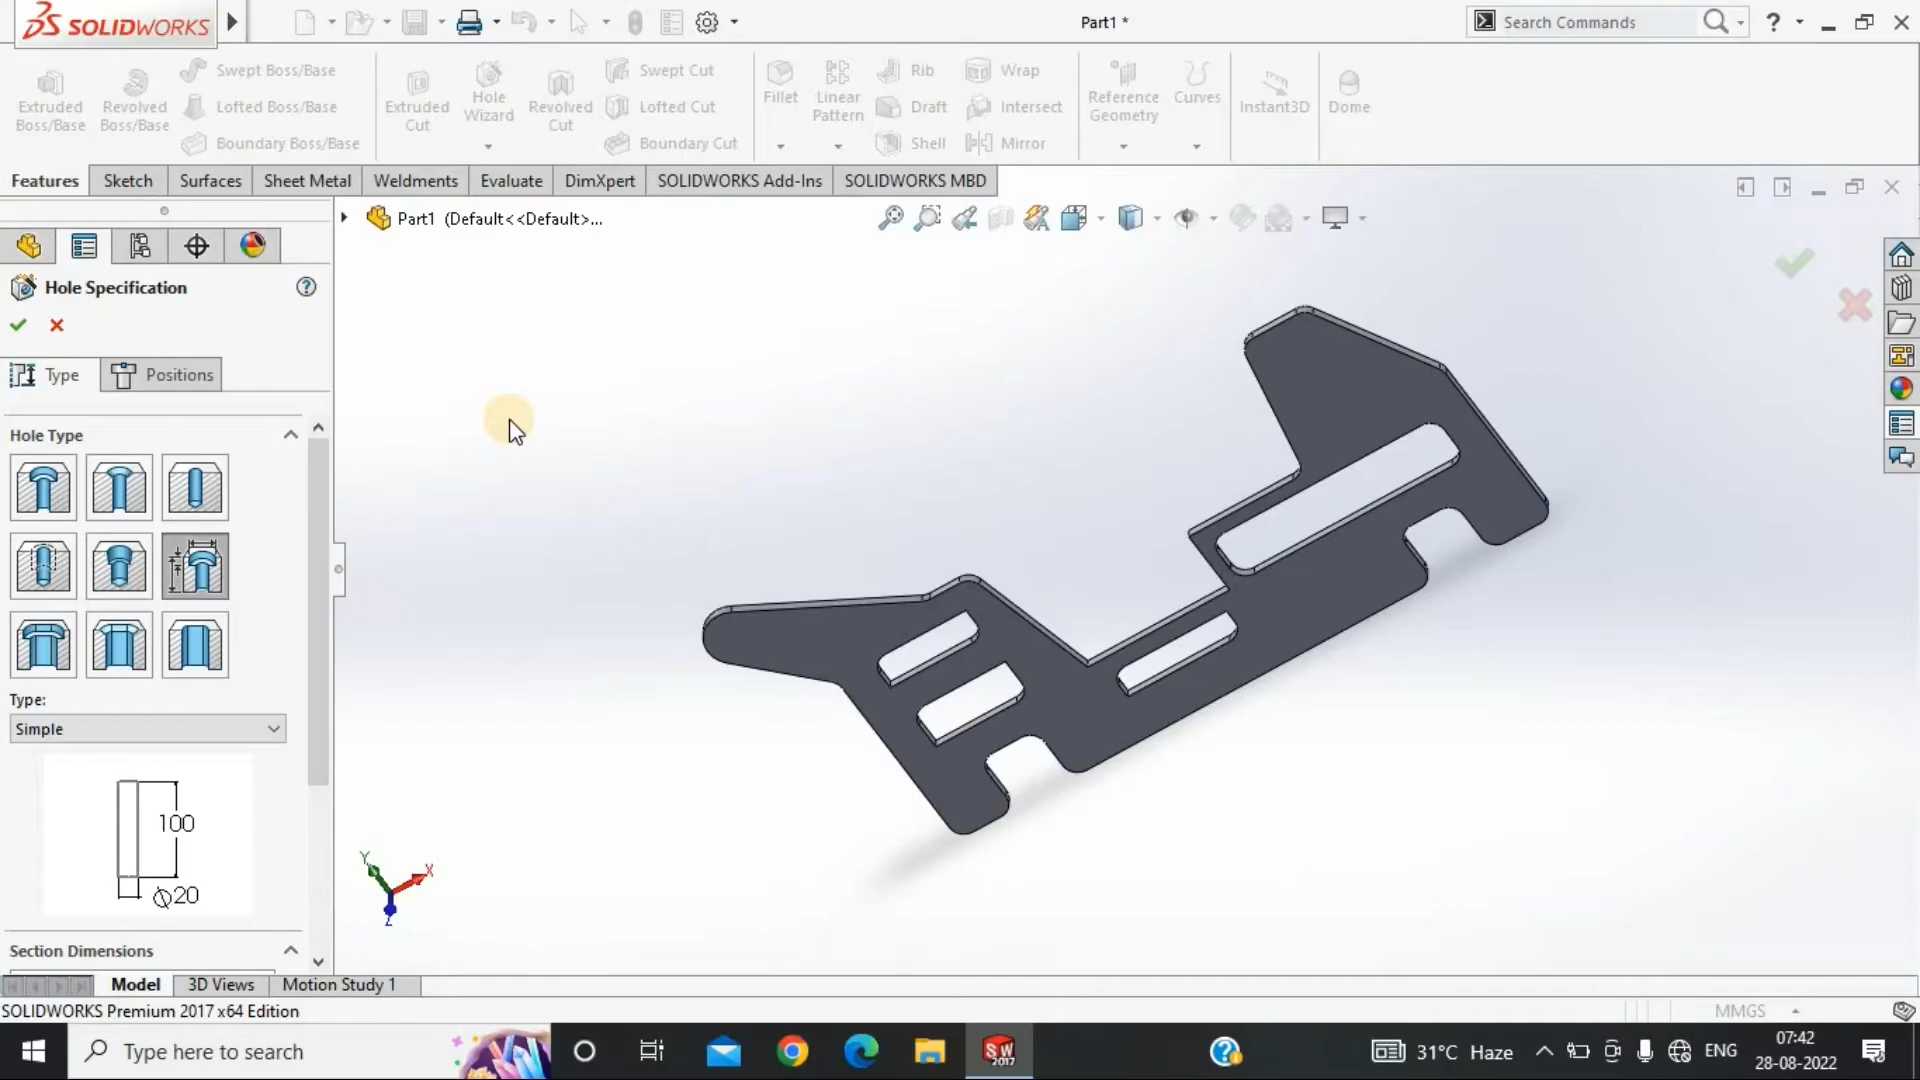 SOLIDWORKS
Part1 *
Search Commands
Extruded Boss/Base
Revolved Boss/Base
Swept Boss/Base
Lofted Boss/Base
Boundary Boss/Base
Extruded Cut
Hole Wizard
Revolved Cut
Swept Cut
Lofted Cut
Boundary Cut
Fillet
Linear Pattern
Rib
Draft
Shell
Wrap
Intersect
Mirror
Reference Geometry
Curves
Instant3D
Dome
Features
Sketch
Surfaces
Sheet Metal
Weldments
Evaluate
DimXpert
SOLIDWORKS Add-Ins
SOLIDWORKS MBD
Part1 (Default<<Default>...
Hole Specification
Type
Positions
Hole Type
Type:
Simple
100
∅20
Section Dimensions
Y
X
Z
Model
3D Views
Motion Study 1
SOLIDWORKS Premium 2017 x64 Edition
MMGS
Type here to search
SW
2017
31°C Haze
ENG
07:42
28-08-2022